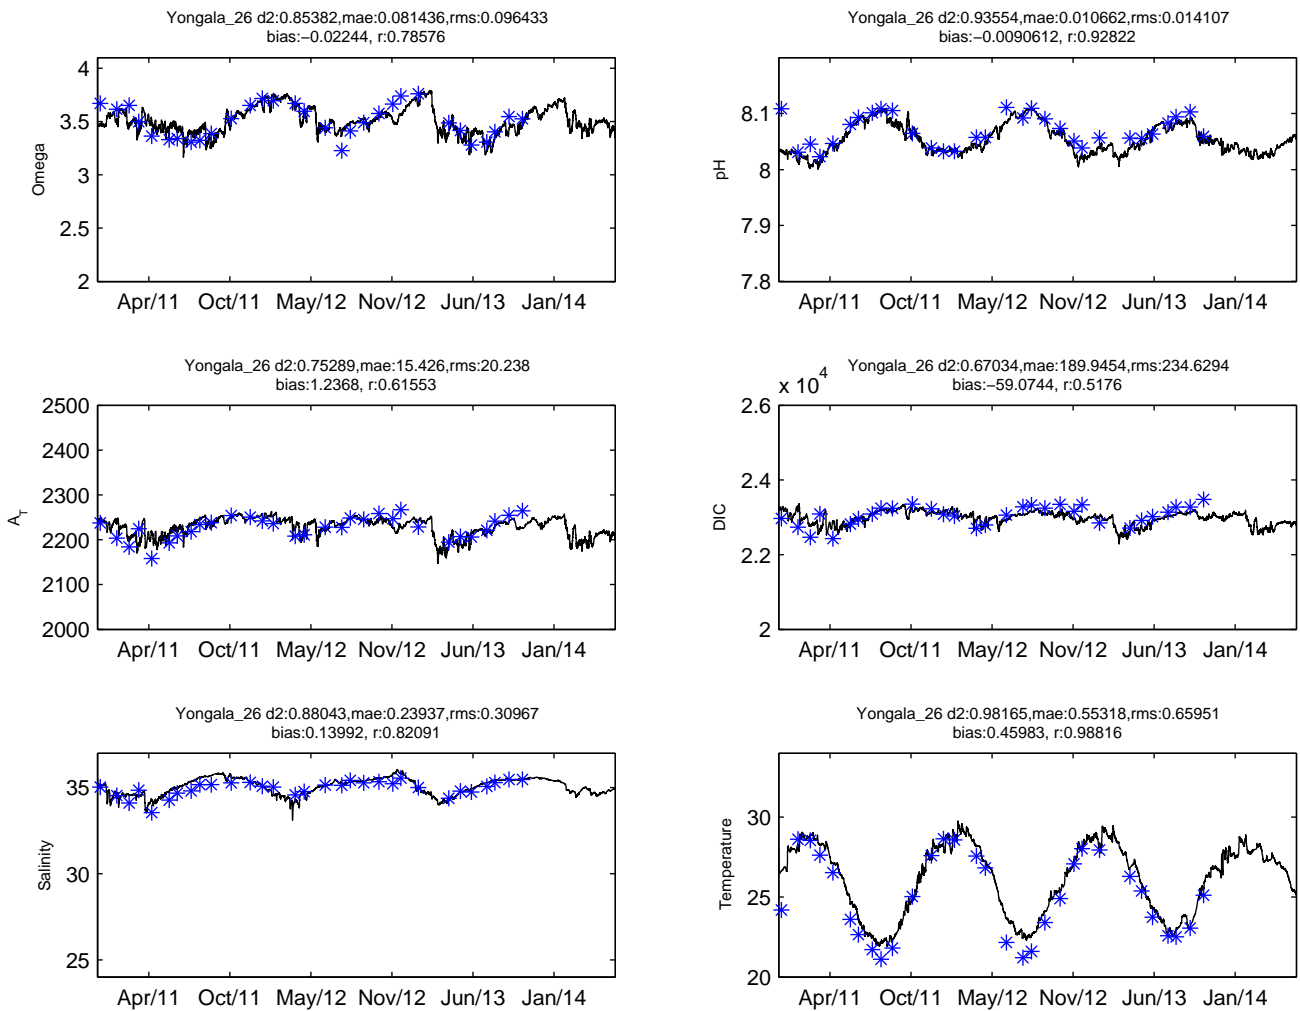 Yongala_26 d2:0.85382,mae:0.081436,rms:0.096433
bias:−0.02244, r:0.78576
4
3.5
3
2.5
2
Omega
Apr/11 Oct/11 May/12 Nov/12 Jun/13 Jan/14
Yongala_26 d2:0.93554,mae:0.010662,rms:0.014107
bias:−0.0090612, r:0.92822
8.1
8
7.9
7.8
pH
Apr/11 Oct/11 May/12 Nov/12 Jun/13 Jan/14
Yongala_26 d2:0.75289,mae:15.426,rms:20.238
bias:1.2368, r:0.61553
2500
2400
2300
2200
2100
2000
A_T
Apr/11 Oct/11 May/12 Nov/12 Jun/13 Jan/14
Yongala_26 d2:0.67034,mae:189.9454,rms:234.6294
bias:−59.0744, r:0.5176
x 10^4
2.6
2.4
2.2
2
DIC
Apr/11 Oct/11 May/12 Nov/12 Jun/13 Jan/14
Yongala_26 d2:0.88043,mae:0.23937,rms:0.30967
bias:0.13992, r:0.82091
35
30
25
Salinity
Apr/11 Oct/11 May/12 Nov/12 Jun/13 Jan/14
Yongala_26 d2:0.98165,mae:0.55318,rms:0.65951
bias:0.45983, r:0.98816
30
25
20
Temperature
Apr/11 Oct/11 May/12 Nov/12 Jun/13 Jan/14